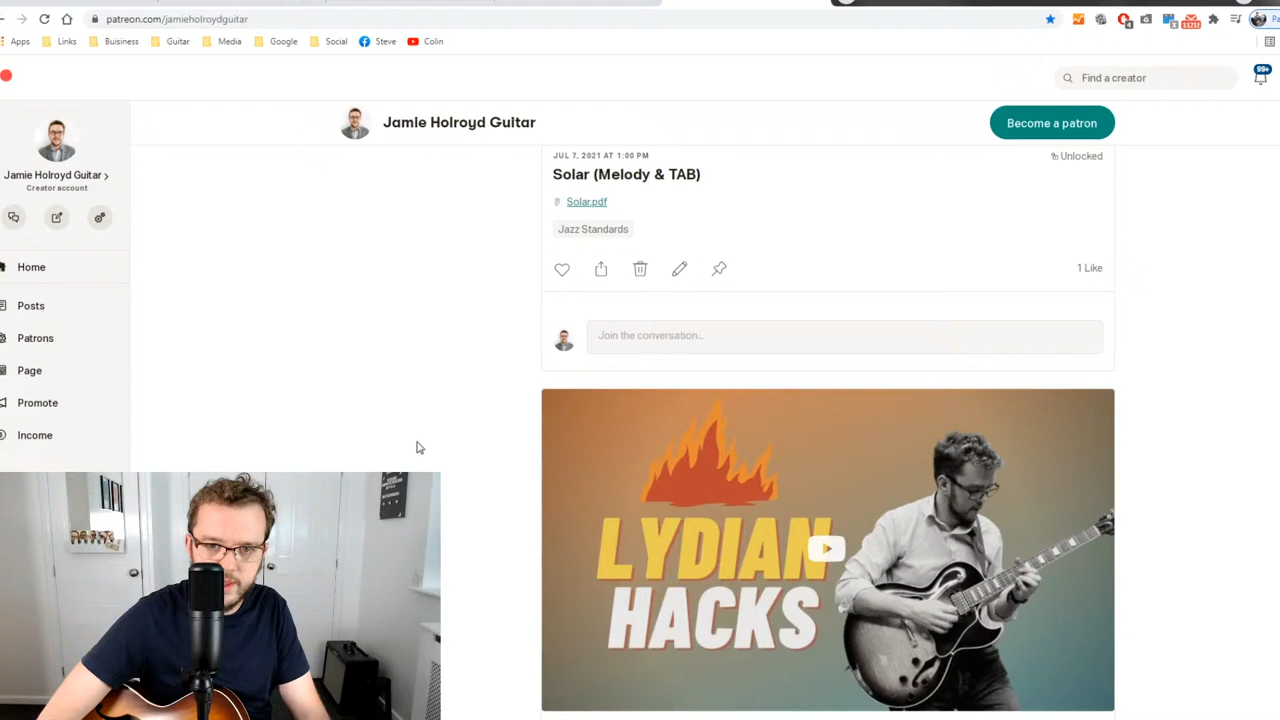 patreon.com/jamieholroydguitar
Apps Links Buisiness Guitar Media Google Social Steve Colin
Find a creator
99+
Jamie Holroyd Guitar
Become a patron
Jamie Holroyd Guitar
Creator account
Home
Posts
Patrons
Page
Promote
Income
JUL 7, 2021 AT 1:00 PM
Unlocked
Solar (Melody & TAB)
Solar.pdf
Jazz Standards
1 Like
Join the conversation...
LYDIAN
HACKS